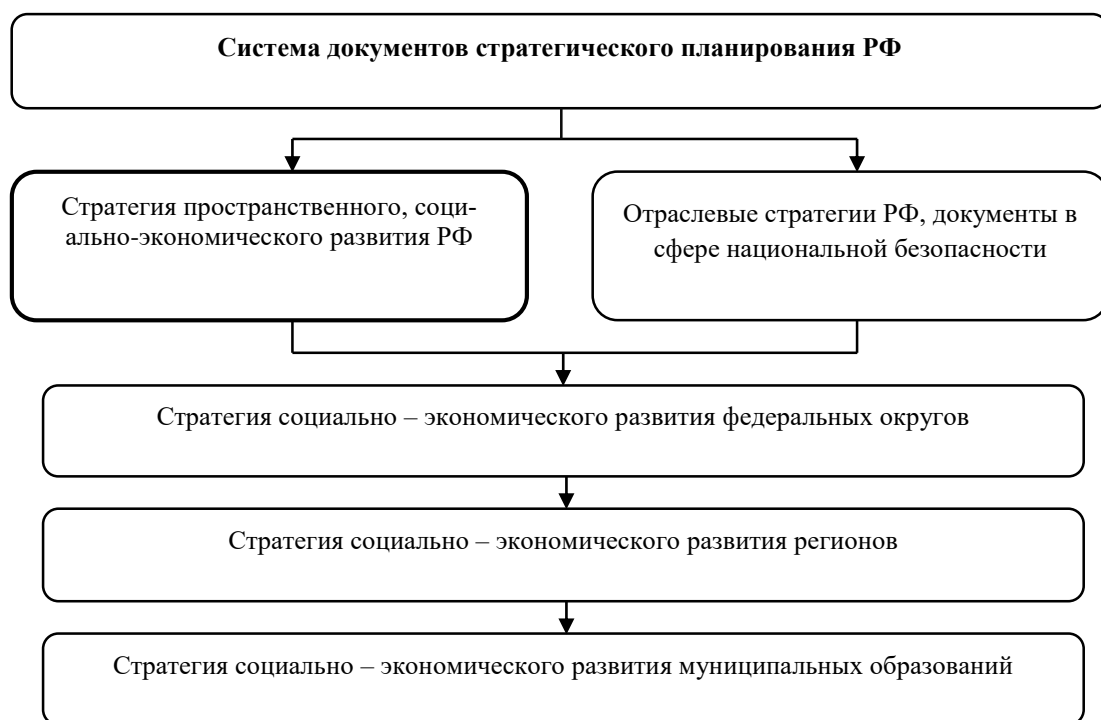 Система документов стратегического планирования РФ
Стратегия пространственного, соци-
ально-экономического развития РФ
Отраслевые стратегии РФ, документы в
сфере национальной безопасности
Стратегия социально – экономического развития федеральных округов
Стратегия социально – экономического развития регионов
Стратегия социально – экономического развития муниципальных образований